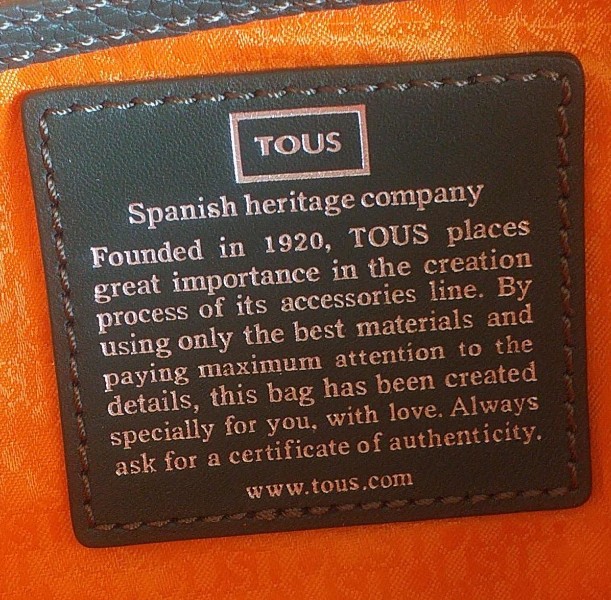 TOUS
Spanish heritage company
Founded in 1920, TOUS places
great importance in the creation
process of its accessories line. By
using only the best materials and
paying maximum attention to the
details, this bag has been created
specially for you, with love. Always
ask for a certificate of authenticity.
www.tous.com